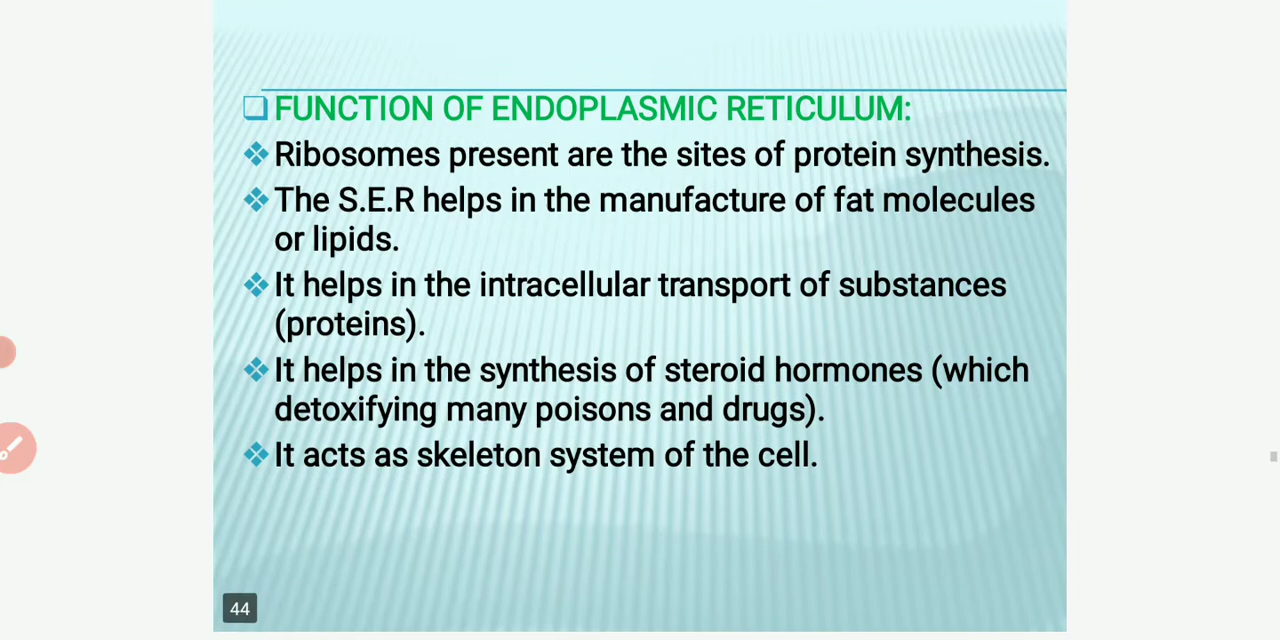 FUNCTION OF ENDOPLASMIC RETICULUM:
Ribosomes present are the sites of protein synthesis.
The S.E.R helps in the manufacture of fat molecules
or lipids.
It helps in the intracellular transport of substances
(proteins).
It helps in the synthesis of steroid hormones (which
detoxifying many poisons and drugs).
It acts as skeleton system of the cell.
44